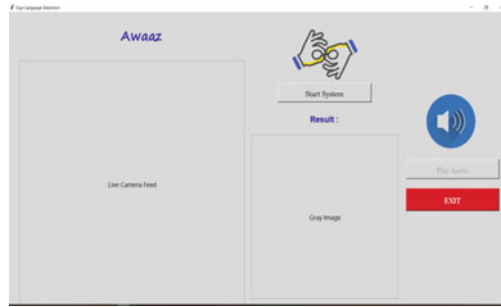 Sign Language Detection
Awaaz
Start System
Result :
Live Camera Feed
Gray Image
Play Audio
EXIT